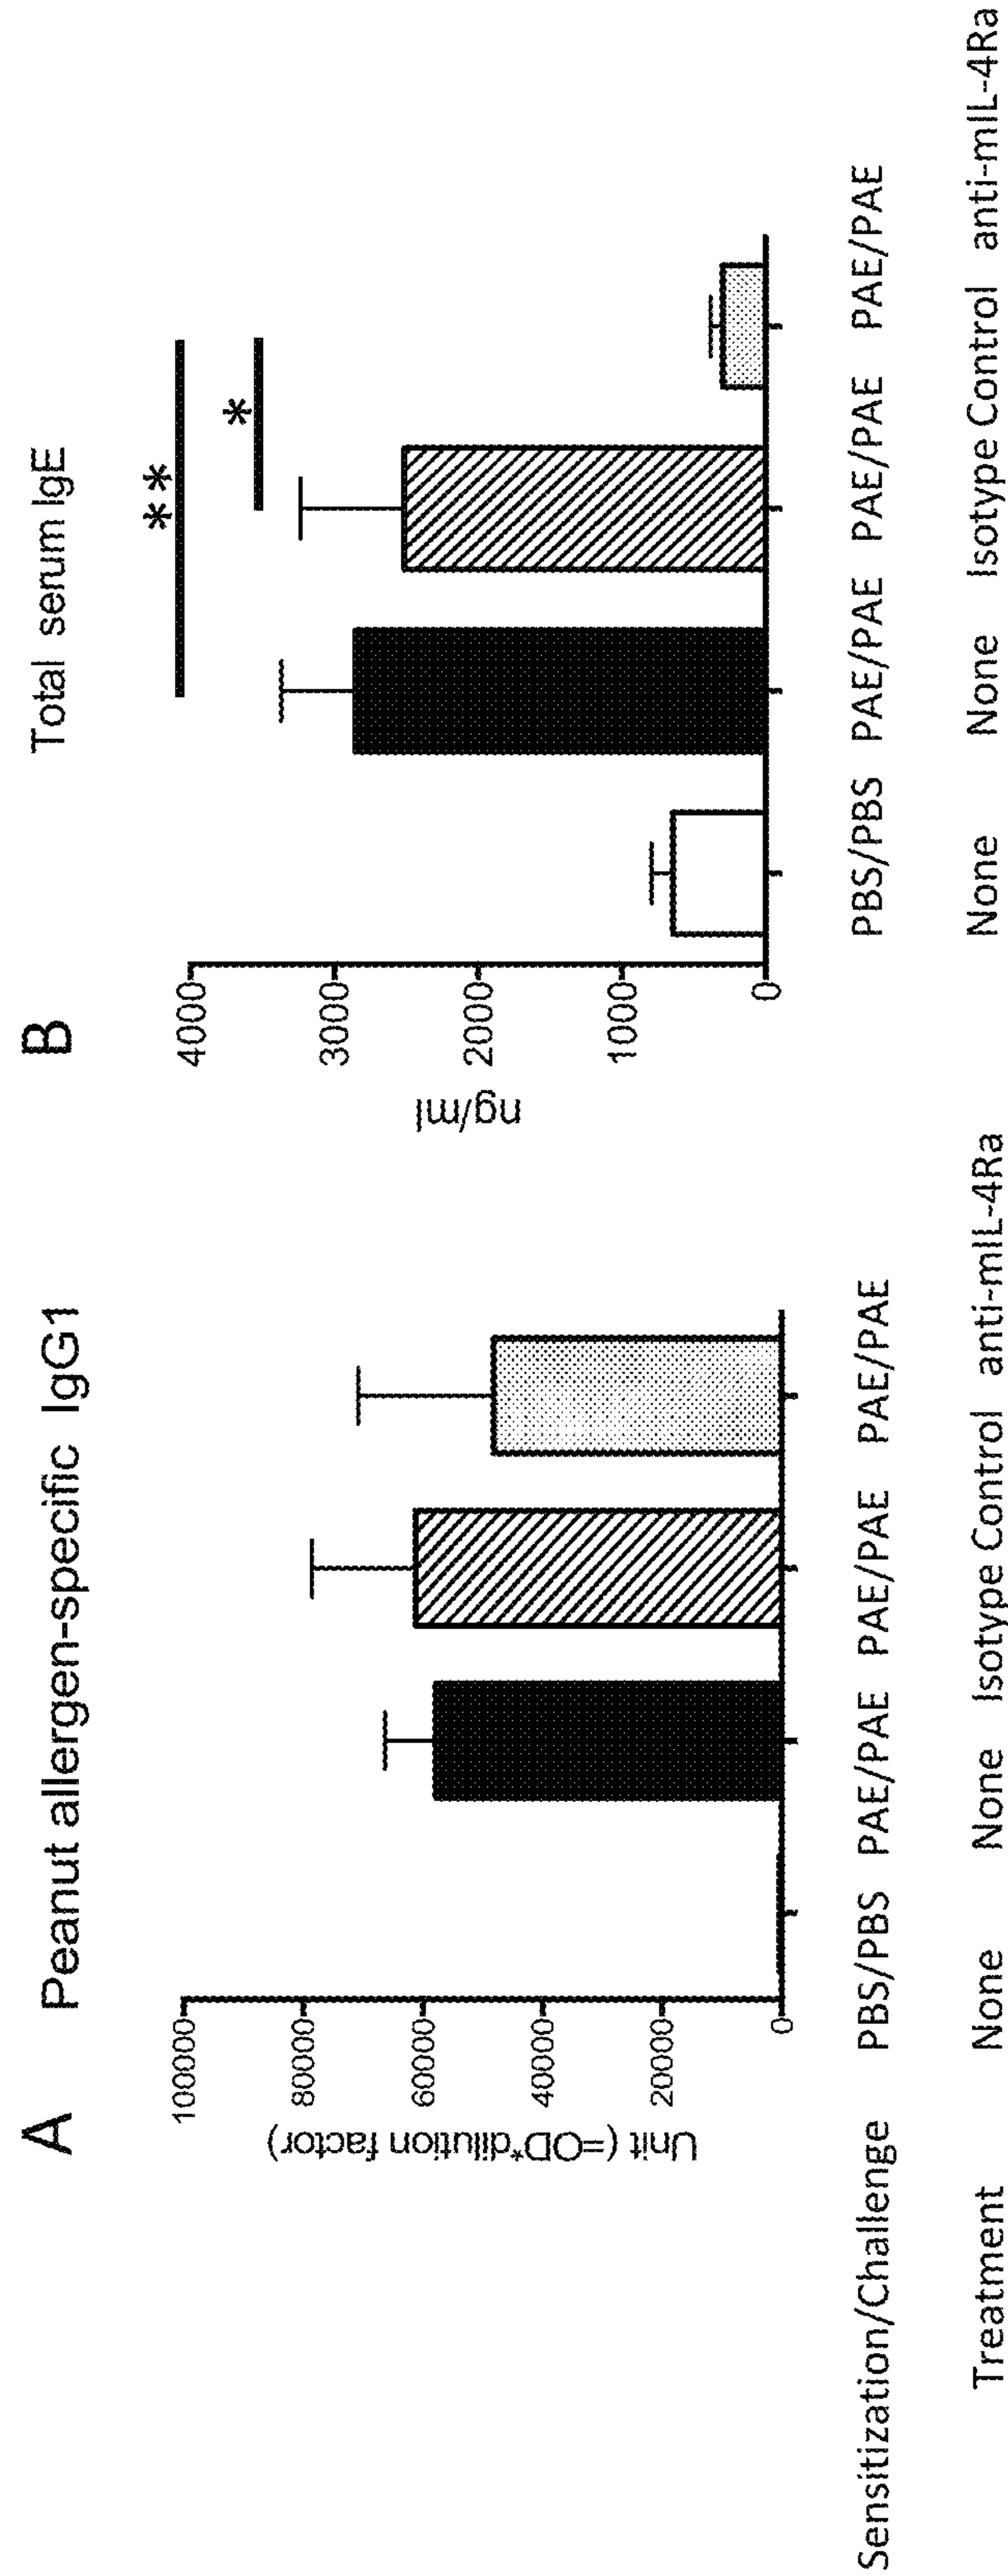 A Peanut allergen-specific IgG1
Unit (=OD*dilution factor)
100000
80000
60000
40000
20000
0
B Total serum IgE
ng/ml
4000
3000
2000
1000
0
**
*
Sensitization/Challenge PBS/PBS PAE/PAE PAE/PAE PAE/PAE PBS/PBS PAE/PAE PAE/PAE PAE/PAE
Treatment None None Isotype Control anti-mIL-4Ra None None Isotype Control anti-mIL-4Ra